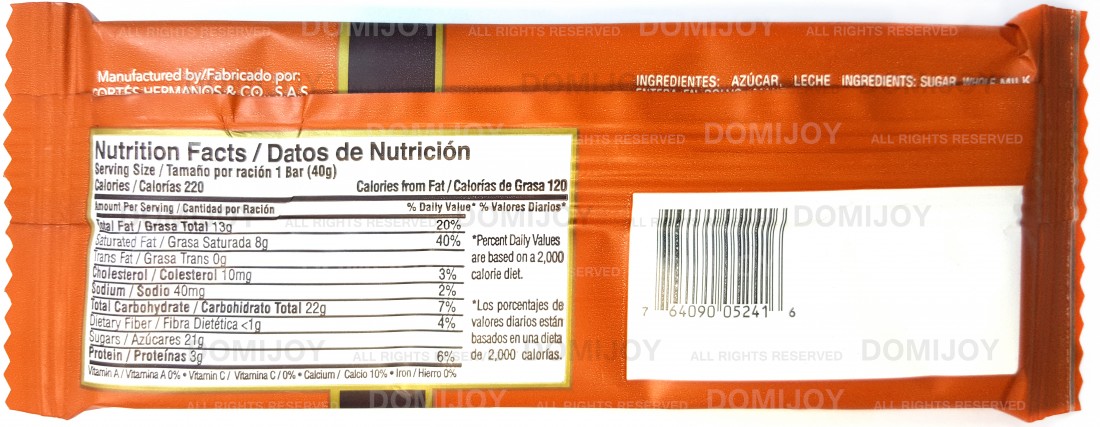 Manufactured by/Fabricado por:
CORTÉS HERMANOS & CO., S.A.S.
INGREDIENTES: AZÚCAR, LECHE INGREDIENTS: SUGAR, WHOLE MILK
Nutrition Facts / Datos de Nutrición
Serving Size / Tamaño por ración 1 Bar (40g)
Calories / Calorías 220 Calories from Fat / Calorías de Grasa 120
Amount Per Serving / Cantidad por Ración % Daily Value* % Valores Diarios*
Total Fat / Grasa Total 13g 20%
Saturated Fat / Grasa Saturada 8g 40%
Trans Fat / Grasa Trans 0g
Cholesterol / Colesterol 10mg 3%
Sodium / Sodio 40mg 2%
Total Carbohydrate / Carbohidrato Total 22g 7%
Dietary Fiber / Fibra Dietética <1g 4%
Sugars / Azúcares 21g
Protein / Proteínas 3g 6%
Vitamin A / Vitamina A 0% • Vitamin C / Vitamina C / 0% • Calcium / Calcio 10% • Iron / Hierro 0%
*Percent Daily Values
are based on a 2,000
calorie diet.
*Los porcentajes de
valores diarios están
basados en una dieta
de 2,000 calorías.
7 64090 05241 6
DOMIJOY
ALL RIGHTS RESERVED